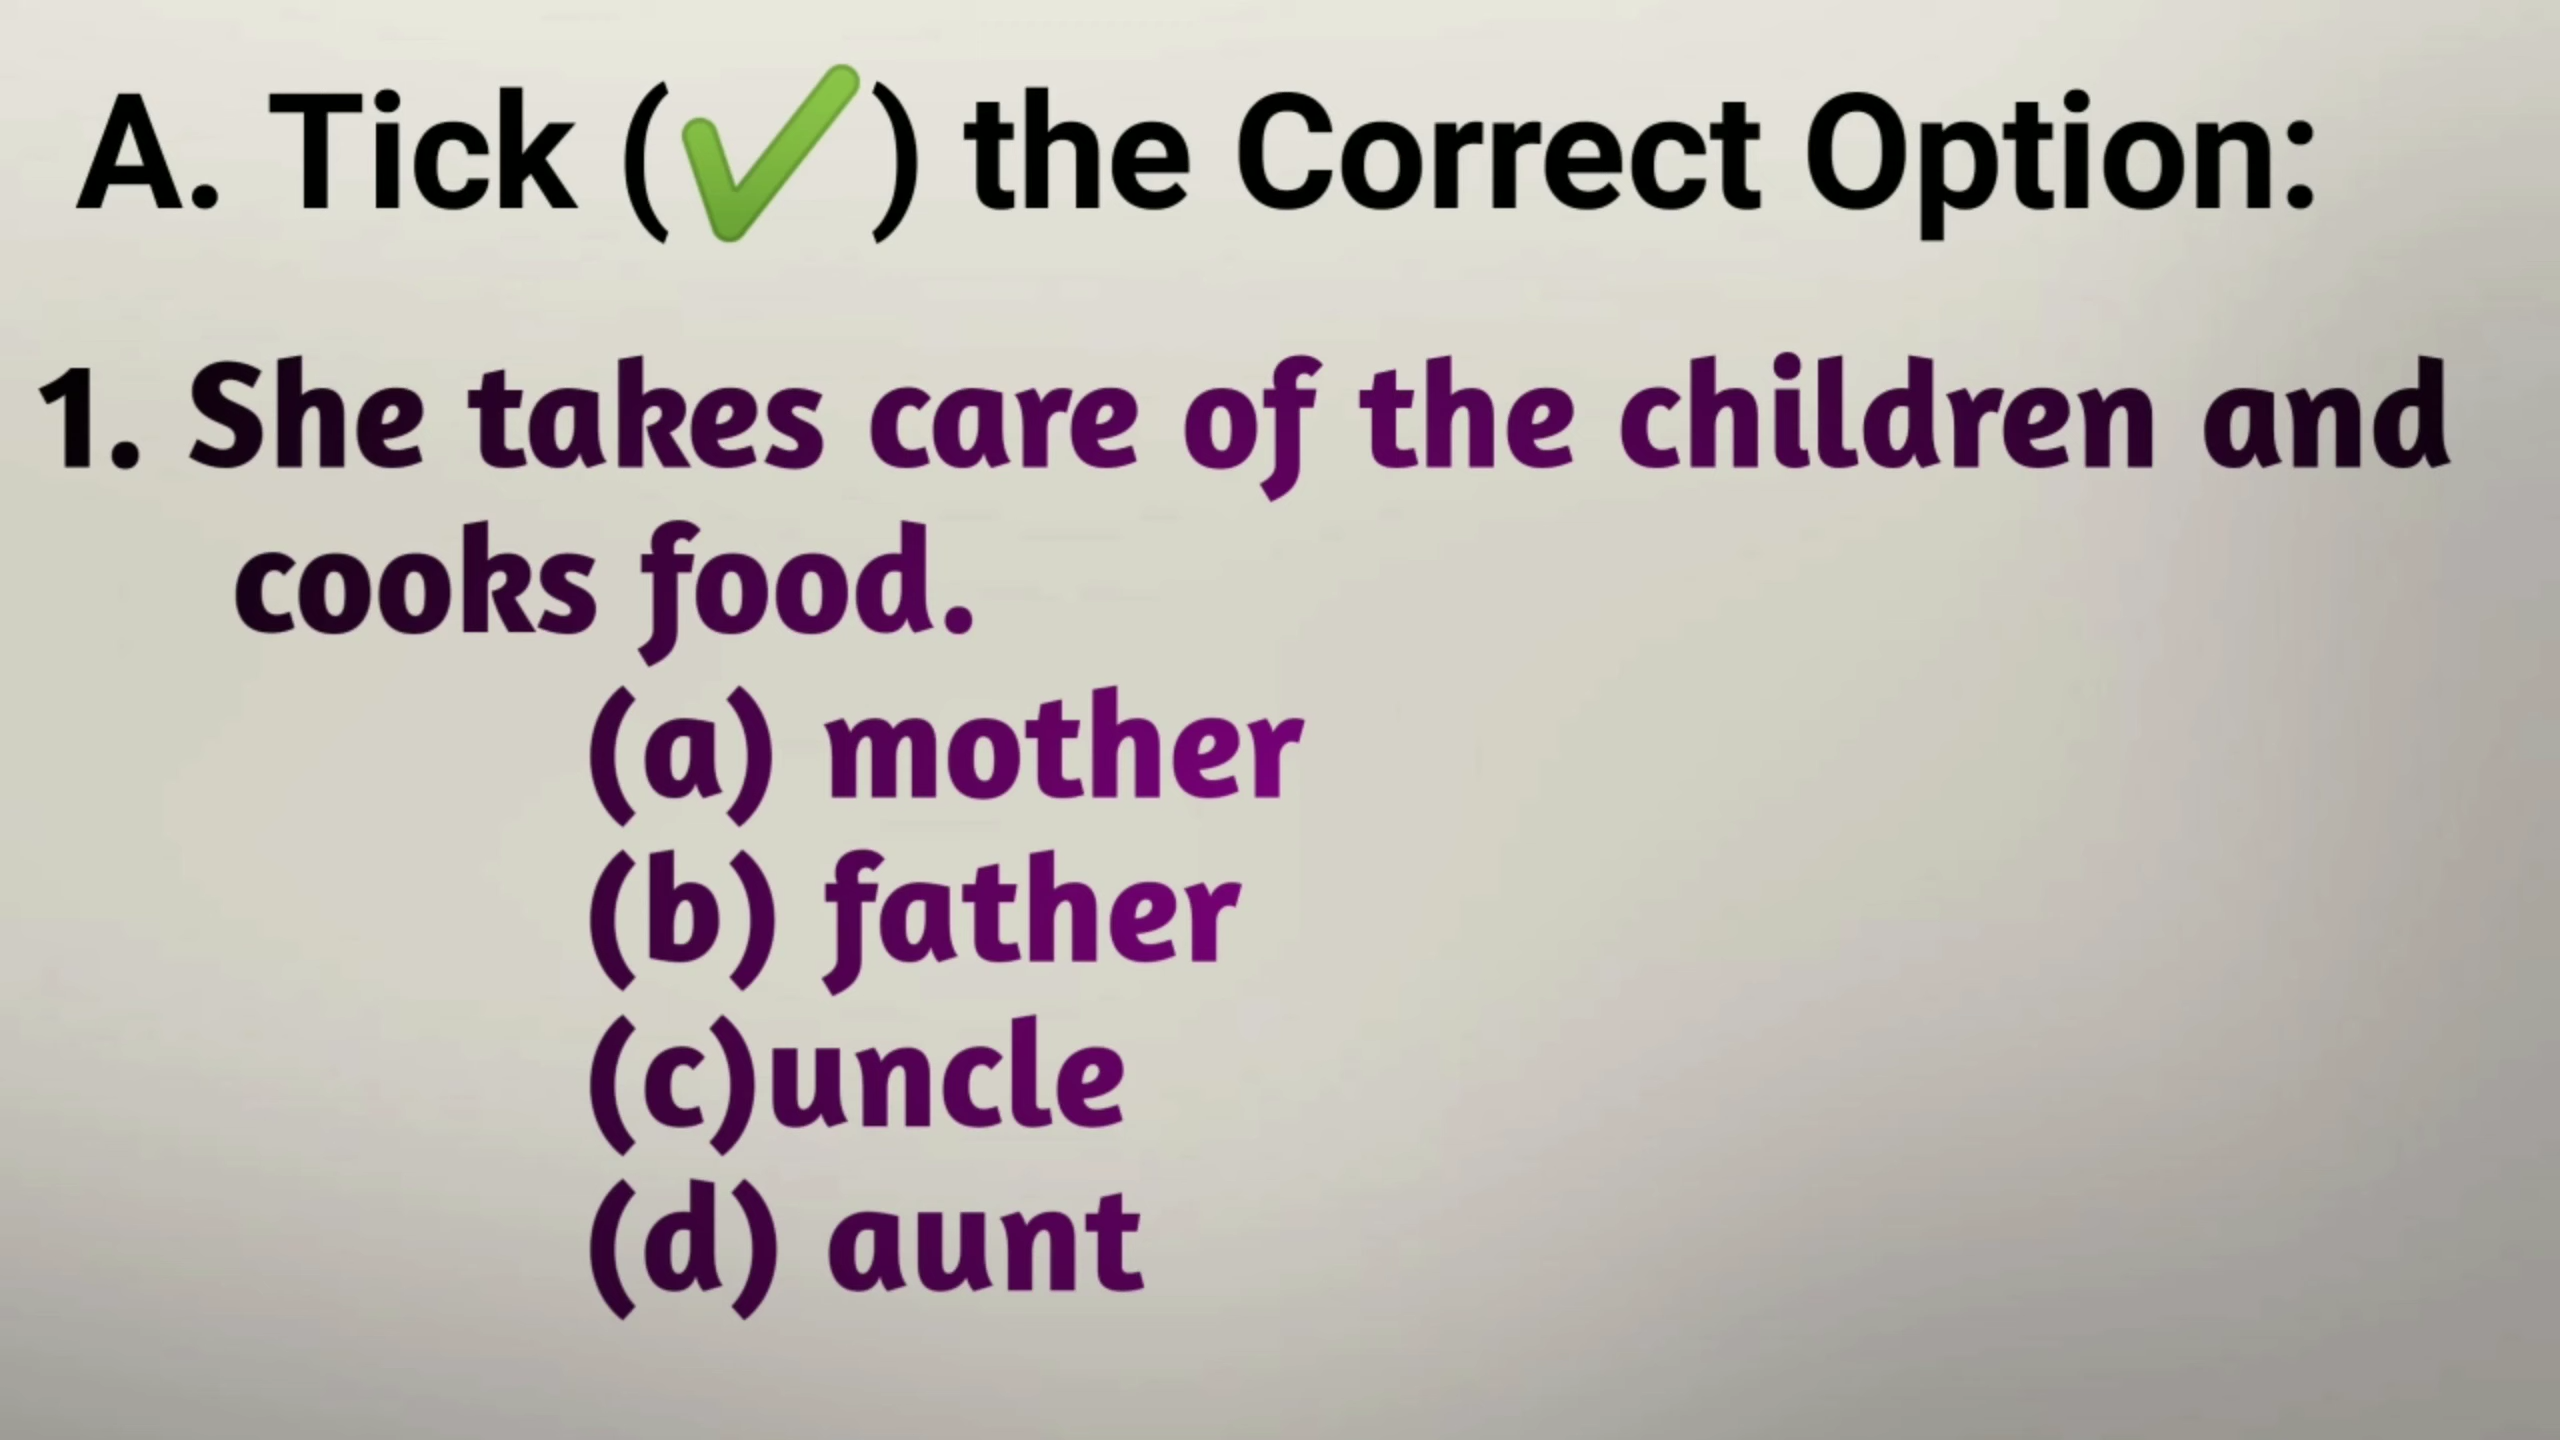 A. Tick (✔) the Correct Option:
1. She takes care of the children and
cooks food.
(a) mother
(b) father
(c)uncle
(d) aunt